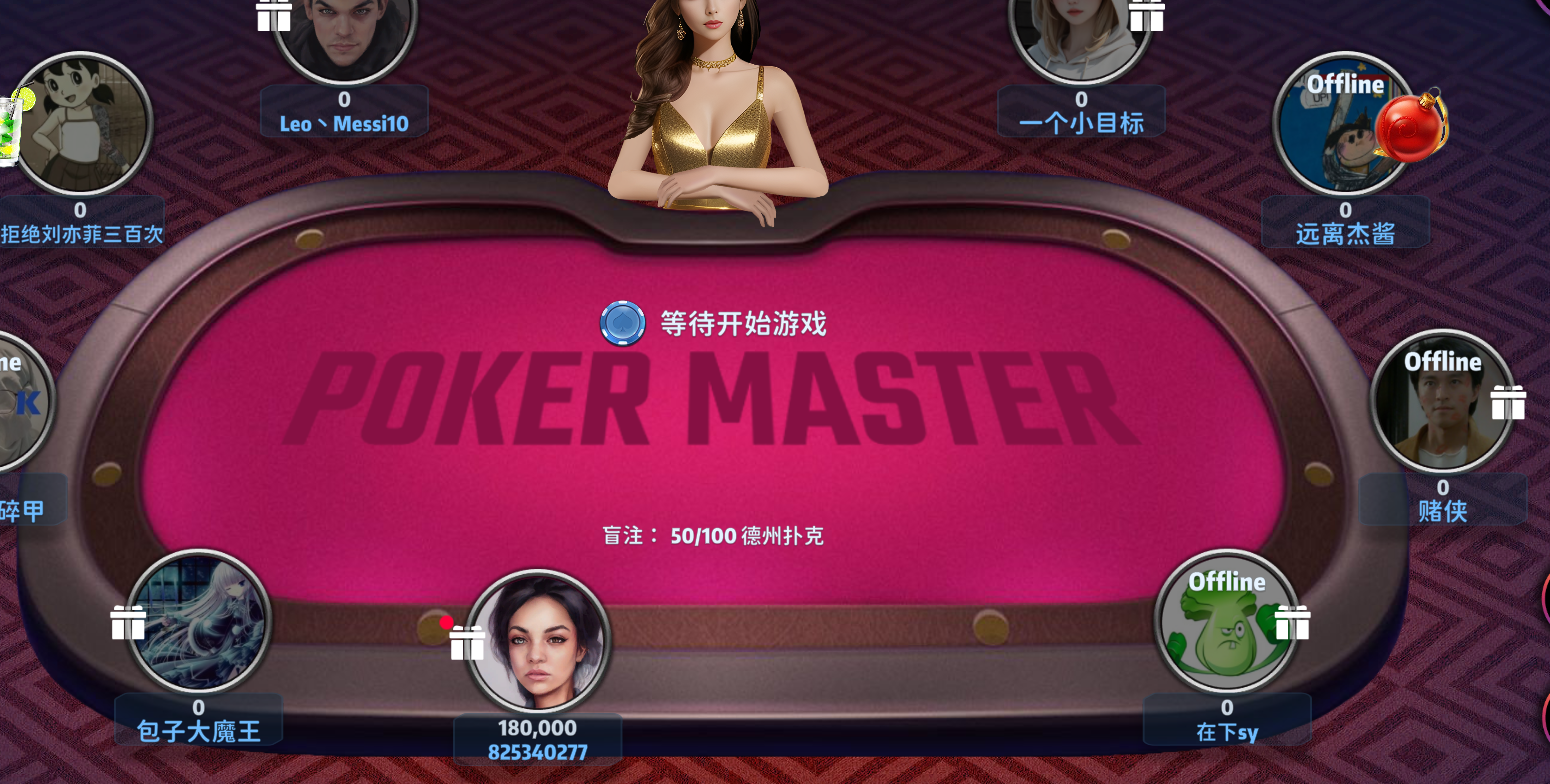 0
Leo丶Messi10
0
一个小目标
Offline
0
拒绝刘亦菲三百次
0
远离杰酱
等待开始游戏
POKER MASTER
ne
K
碎甲
Offline
0
赌侠
盲注： 50/100 德州扑克
0
包子大魔王
180,000
825340277
Offline
0
在下sy